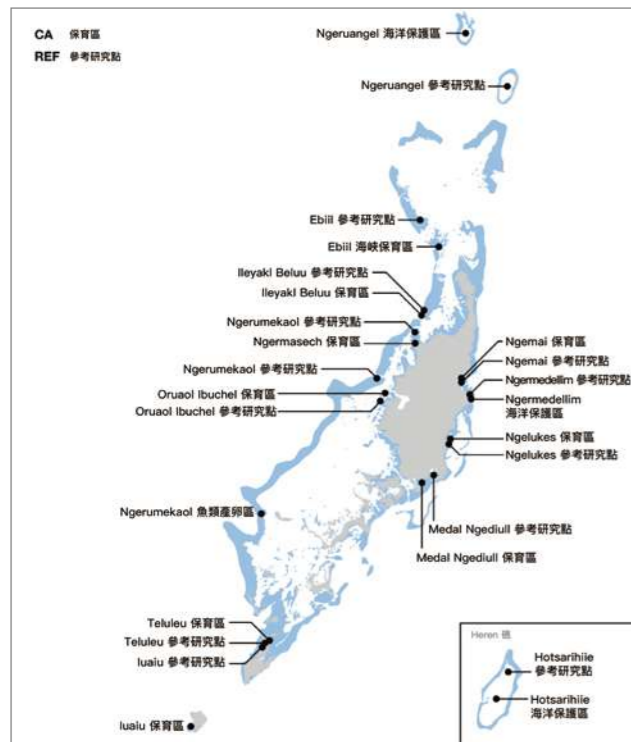 CA 保育區
REF 參考研究點
Ngeruangel 海洋保護區
Ngeruangel 參考研究點
Ebiil 參考研究點
Ebiil 海峽保育區
Ileyakl Beluu 參考研究點
Ileyakl Beluu 保育區
Ngerumekaol 參考研究點
Ngermasech 保育區
Ngerumekaol 參考研究點
Oruaol Ibuchel 保育區
Oruaol Ibuchel 參考研究點
Ngemai 保育區
Ngemai 參考研究點
Ngermedellim 參考研究點
Ngermedellim
海洋保護區
Ngelukes 保育區
Ngelukes 參考研究點
Ngerumekaol 魚類產卵區
Medal Ngediull 參考研究點
Medal Ngediull 保育區
Teluleu 保育區
Teluleu 參考研究點
Iuaiu 參考研究點
Iuaiu 保育區
Heren 礁
Hotsarihiie
參考研究點
Hotsarihiie
海洋保護區